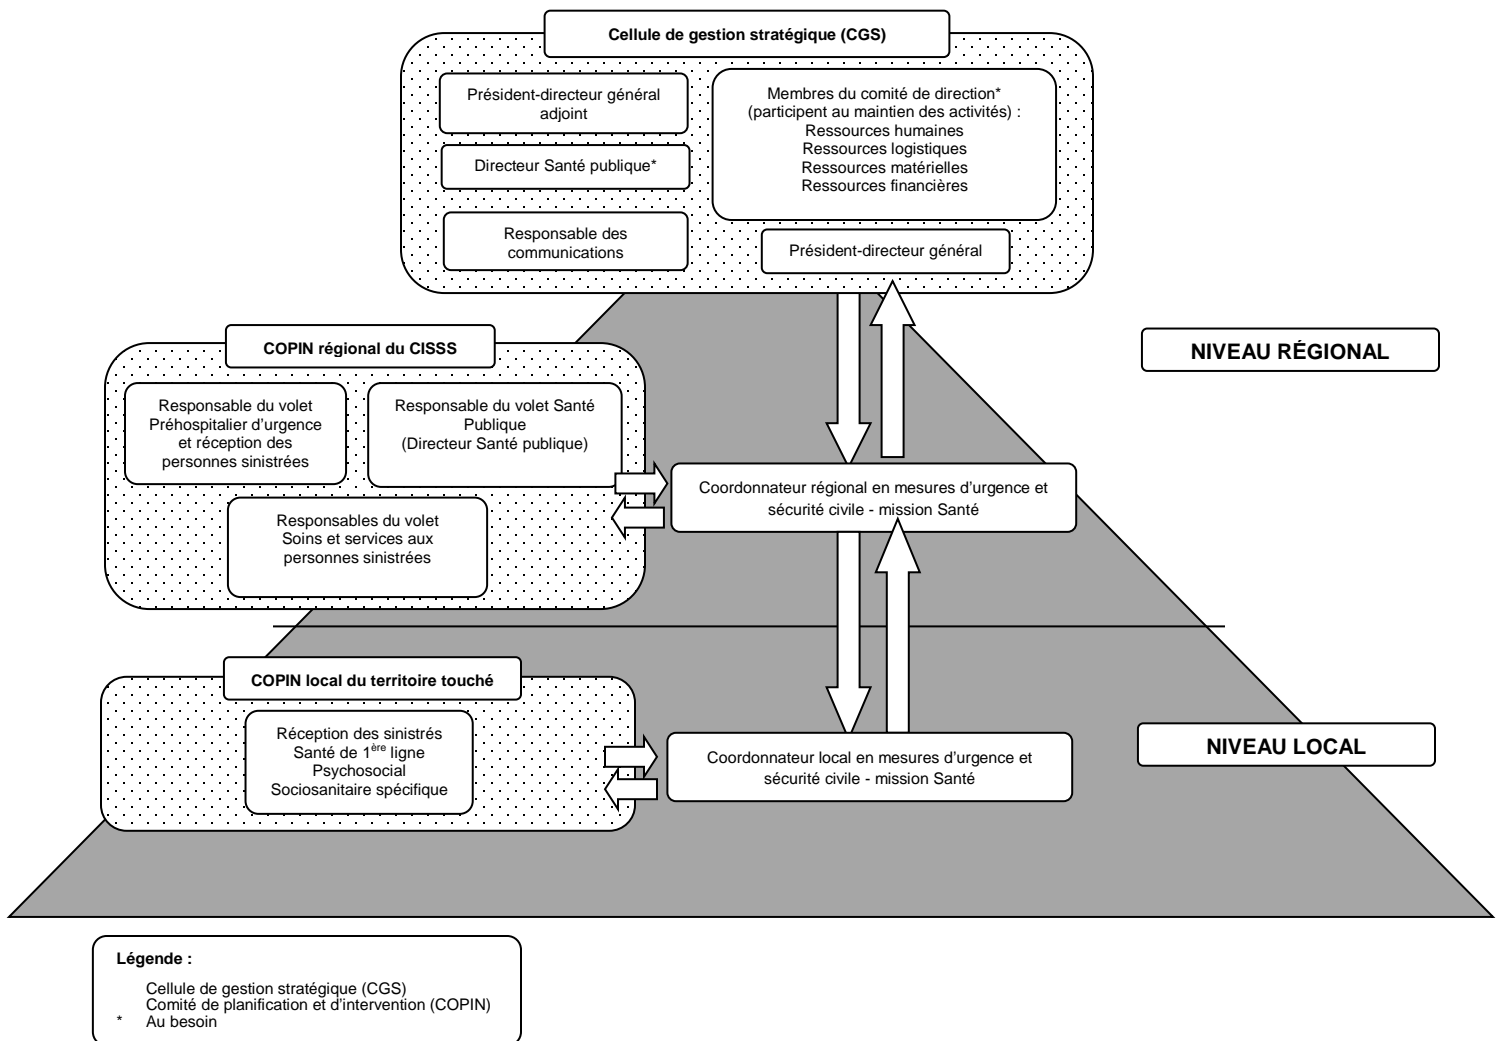 Cellule de gestion stratégique (CGS)
Président-directeur général
adjoint
Directeur Santé publique*
Responsable des
communications
Membres du comité de direction*
(participent au maintien des activités) :
Ressources humaines
Ressources logistiques
Ressources matérielles
Ressources financières
Président-directeur général
NIVEAU RÉGIONAL
COPIN régional du CISSS
Responsable du volet
Préhospitalier d’urgence
et réception des
personnes sinistrées
Responsable du volet Santé
Publique
(Directeur Santé publique)
Responsables du volet
Soins et services aux
personnes sinistrées
Coordonnateur régional en mesures d’urgence et
sécurité civile - mission Santé
COPIN local du territoire touché
Réception des sinistrés
Santé de 1ère ligne
Psychosocial
Sociosanitaire spécifique
Coordonnateur local en mesures d’urgence et
sécurité civile - mission Santé
NIVEAU LOCAL
Légende :
Cellule de gestion stratégique (CGS)
Comité de planification et d’intervention (COPIN)
* Au besoin